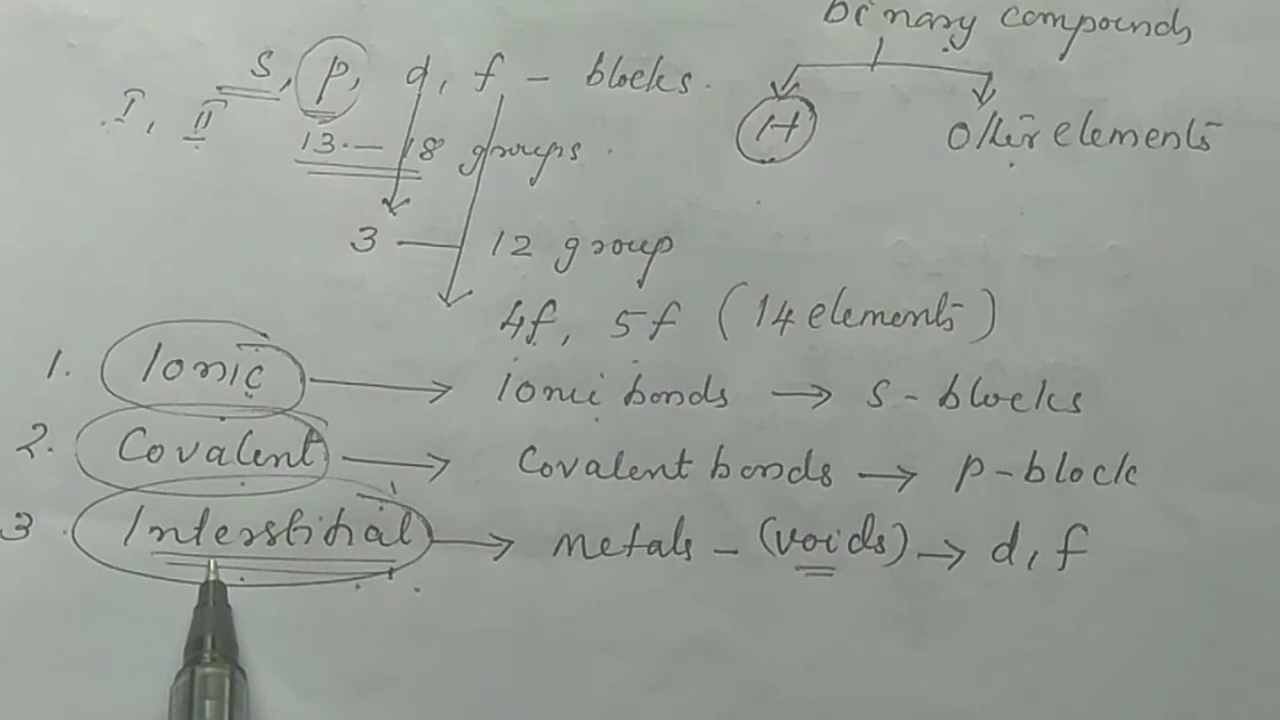 binary compounds
s, p, d, f - blocks.
I, II
H
Other elements
13 - 18 groups.
3 — 12 group
4f, 5f (14 elements)
1. Ionic → Ionic bonds → s - blocks
2. Covalent → Covalent bonds → p - block
3. Interstitial → metals - (voids) → d, f